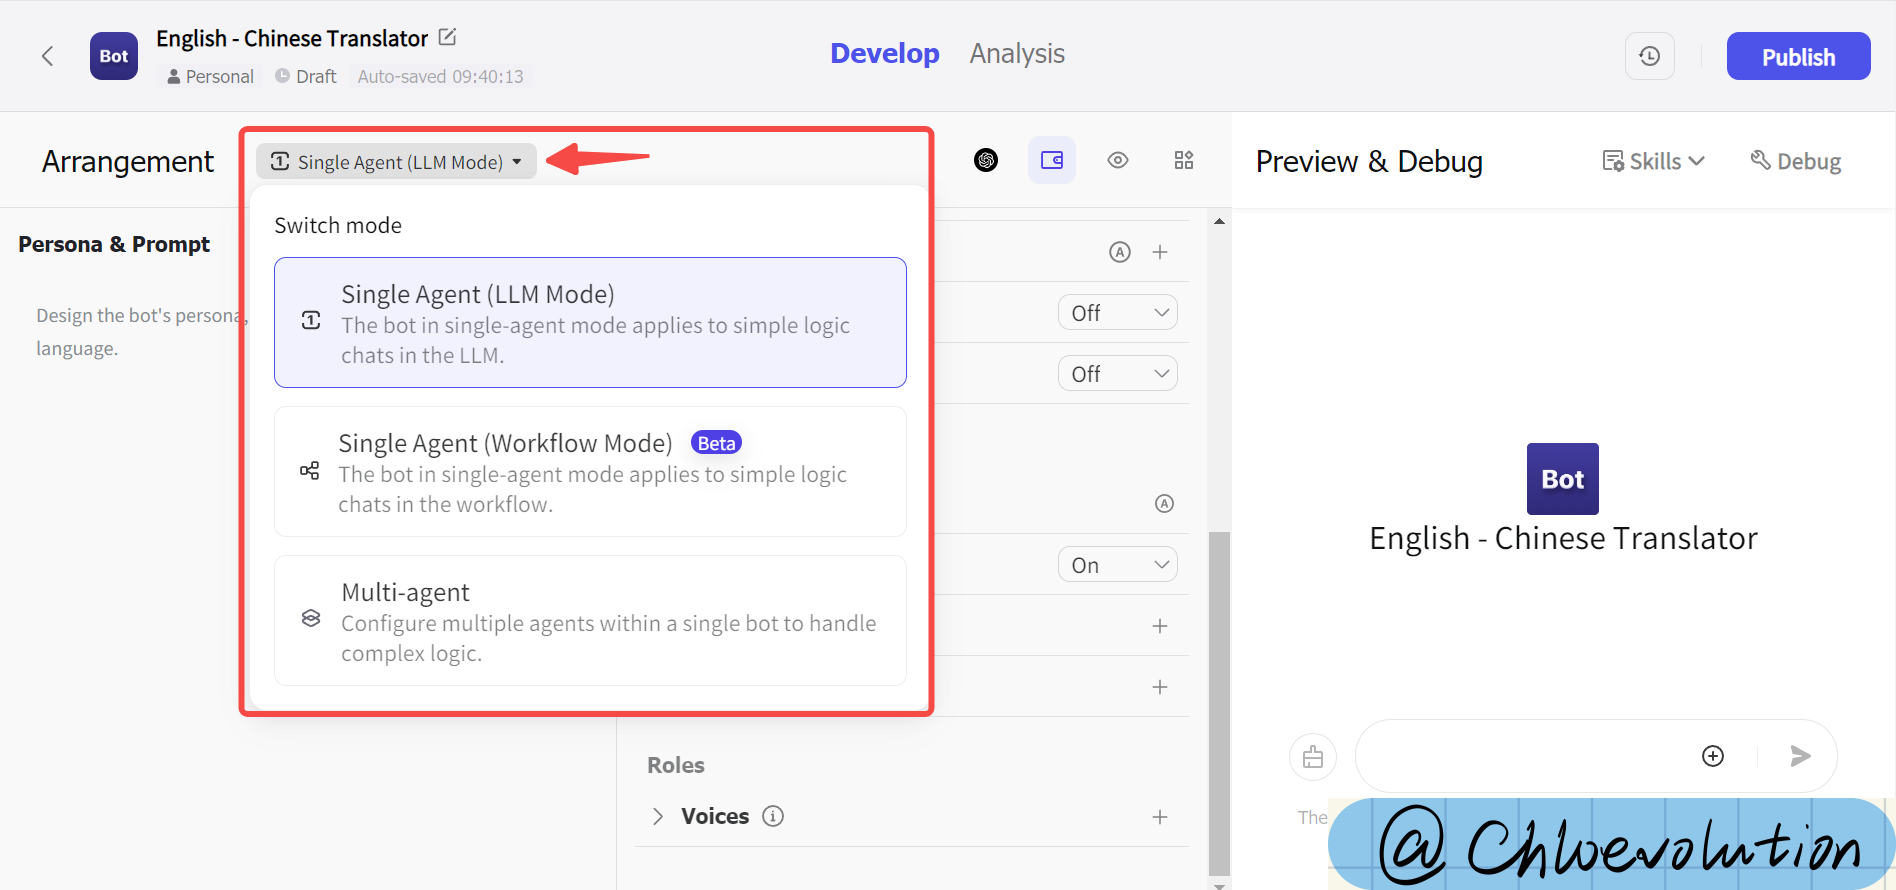 Bot
English - Chinese Translator
Personal
Draft
Auto-saved 09:40:13
Develop
Analysis
Publish
Arrangement
Single Agent (LLM Mode)
Preview & Debug
Skills
Debug
Persona & Prompt
Design the bot's persona,
language.
Switch mode
Single Agent (LLM Mode)
The bot in single-agent mode applies to simple logic
chats in the LLM.
Single Agent (Workflow Mode) Beta
The bot in single-agent mode applies to simple logic
chats in the workflow.
Multi-agent
Configure multiple agents within a single bot to handle
complex logic.
A
Off
Off
A
On
Roles
Voices
Bot
English - Chinese Translator
The
@Chloevolution